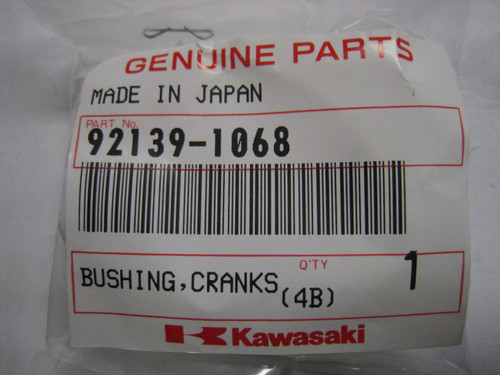 GENUINE PARTS
MADE IN JAPAN
PART No.
92139-1068
BUSHING,CRANKS Q'TY 1
(4B)
Kawasaki